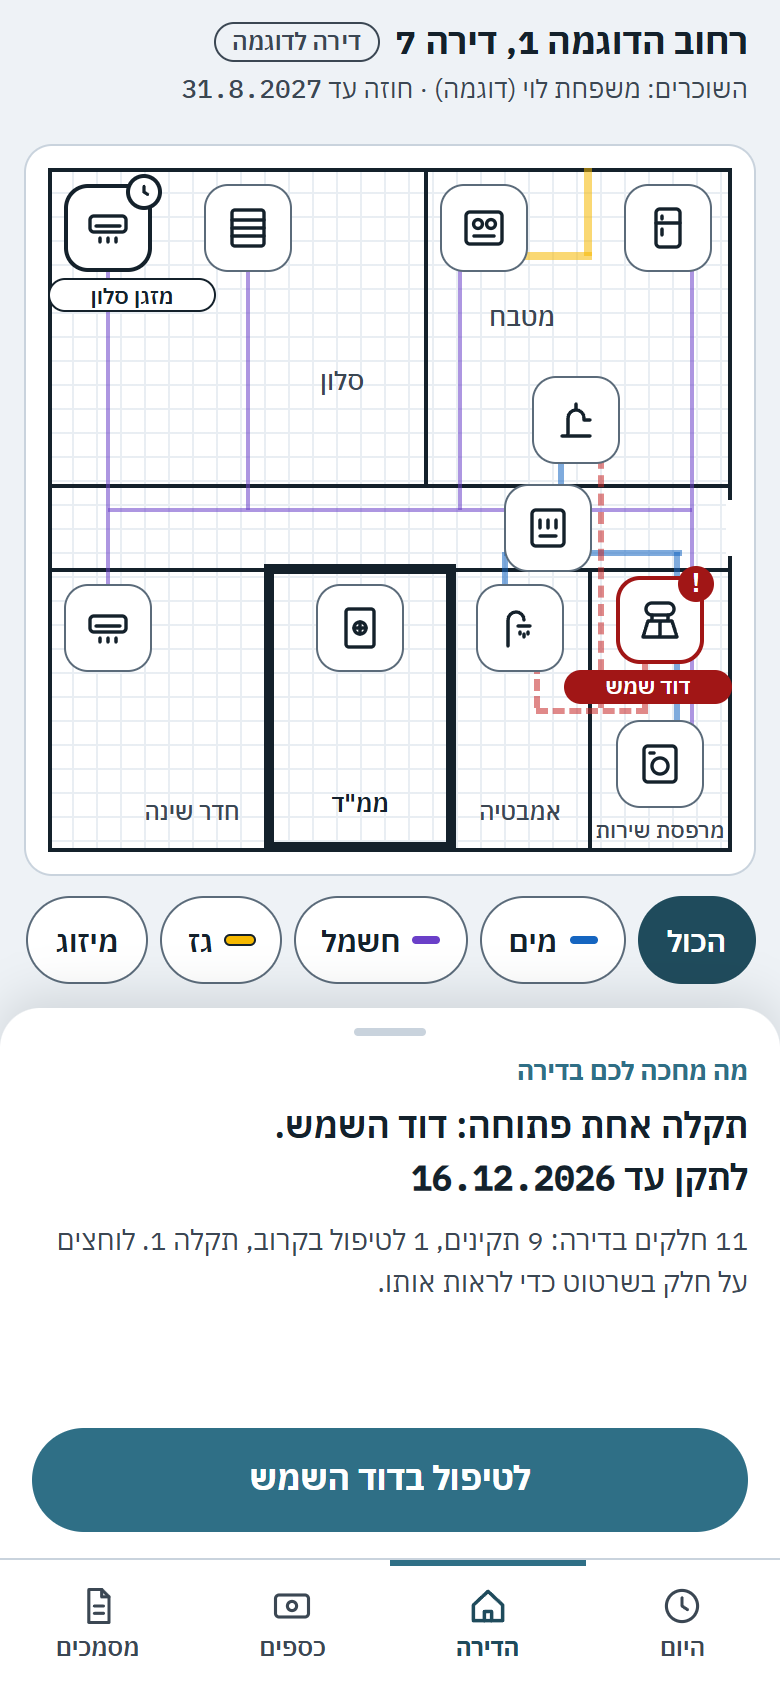 רחוב הדוגמה 1, דירה 7
דירה לדוגמה
השוכרים: משפחת לוי (דוגמה) · חוזה עד 31.8.2027
מזגן סלון
מטבח
סלון
!
דוד שמש
ממ"ד
חדר שינה
אמבטיה
מרפסת שירות
הכול
מים
חשמל
גז
מיזוג
מה מחכה לכם בדירה
תקלה אחת פתוחה: דוד השמש.
לתקן עד 16.12.2026
11 חלקים בדירה: 9 תקינים, 1 לטיפול בקרוב, תקלה 1. לוחצים
על חלק בשרטוט כדי לראות אותו.
לטיפול בדוד השמש
היום
הדירה
כספים
מסמכים